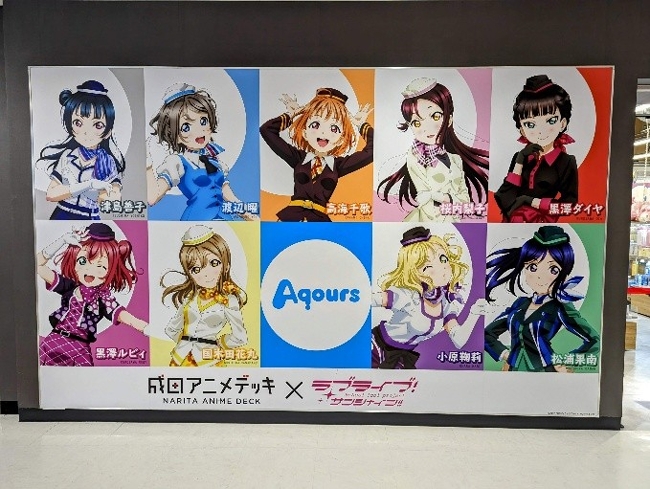 津島善子
渡辺曜
高海千歌
桜内梨子
黒澤ダイヤ
黒澤ルビィ
国木田花丸
Aqours
小原鞠莉
松浦果南
成田アニメデッキ
NARITA ANIME DECK
×
ラブライブ!
school idol project
サンシャイン!!